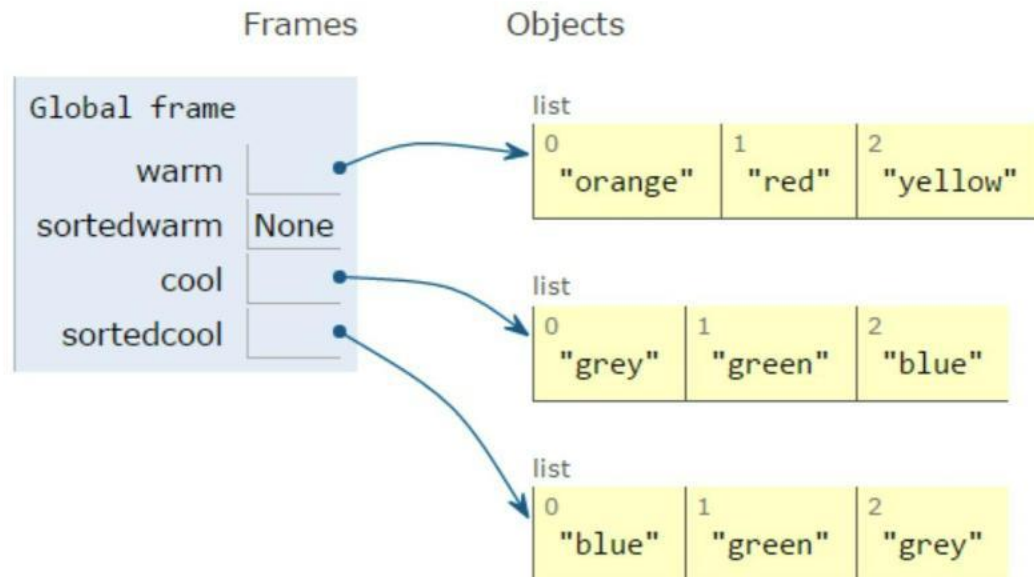 Frames Objects
Global frame
list
0 1 2
warm "orange" "red" "yellow"
sortedwarm None
cool
list
sortedcool
0 1 2
"grey" "green" "blue"
list
0 1 2
"blue" "green" "grey"